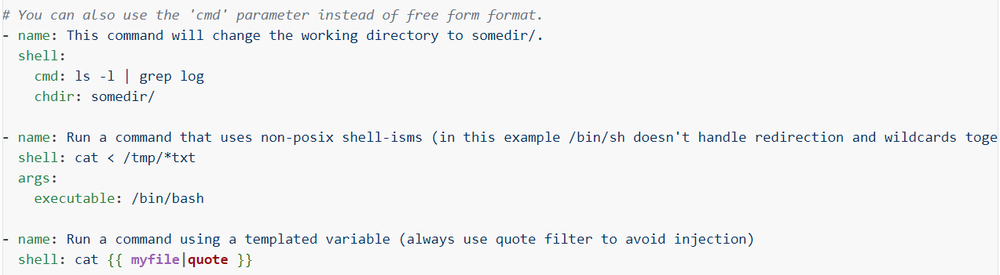 # You can also use the 'cmd' parameter instead of free form format.
- name: This command will change the working directory to somedir/.
  shell:
    cmd: ls -l | grep log
    chdir: somedir/

- name: Run a command that uses non-posix shell-isms (in this example /bin/sh doesn't handle redirection and wildcards toge
  shell: cat < /tmp/*txt
  args:
    executable: /bin/bash

- name: Run a command using a templated variable (always use quote filter to avoid injection)
  shell: cat {{ myfile|quote }}